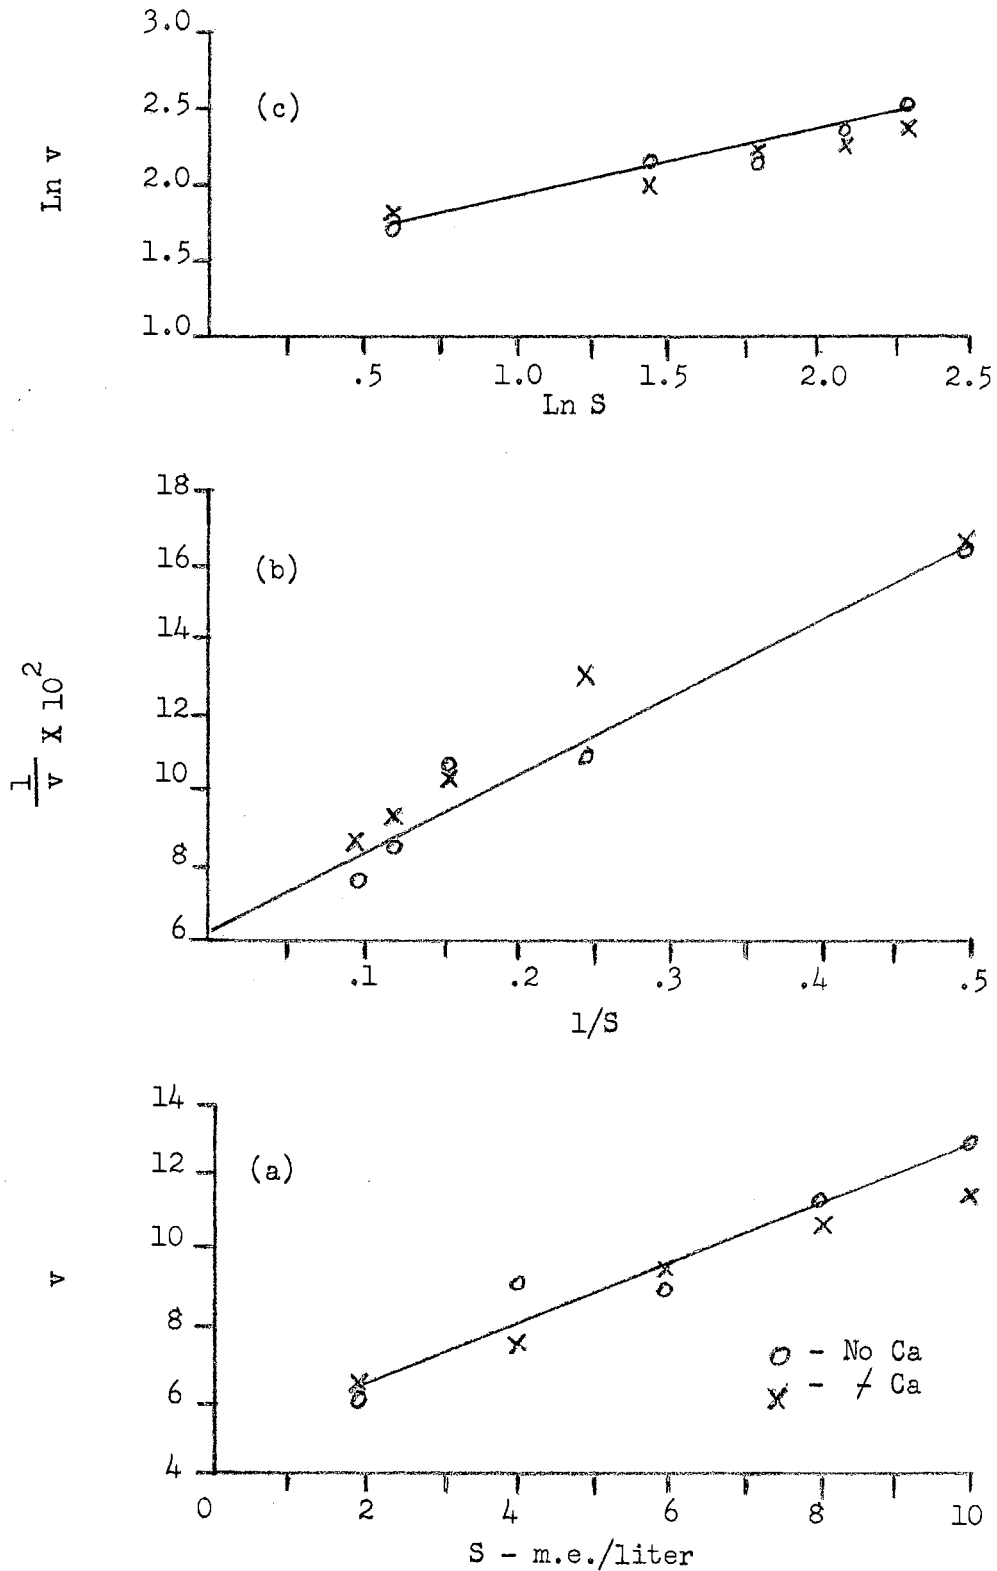 3.0
2.5
2.0
1.5
1.0
Ln v
(c)
.5 1.0 1.5 2.0 2.5
Ln S
18
16
14
12
10
8
6
1/v X 10²
(b)
.1 .2 .3 .4 .5
1/S
14
12
10
8
6
4
v
(a)
O - No Ca
X - ≠ Ca
0 2 4 6 8 10
S - m.e./liter